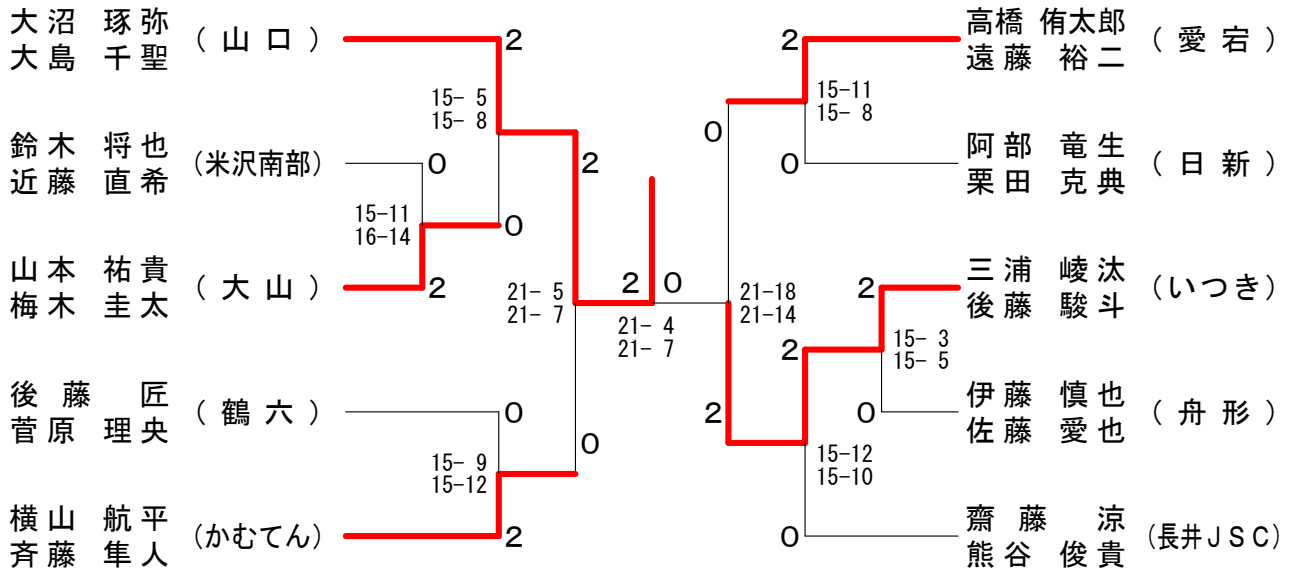 大沼 琢弥
大島 千聖
(山口)
2
15- 5
15- 8
鈴木 将也
近藤 直希
(米沢南部)
0
2
15-11
16-14
0
山本 祐貴
梅木 圭太
(大山)
2
21- 5
21- 7
後藤 匠
菅原 理央
(鶴六)
0
0
15- 9
15-12
横山 航平
斉藤 隼人
(かむてん)
2
2 0
21- 4
21- 7
2
高橋 侑太郎
遠藤 裕二
(愛宕)
15-11
15- 8
0
0
阿部 竜生
栗田 克典
(日新)
21-18
21-14
2
三浦 崚汰
後藤 駿斗
(いつき)
2
15- 3
15- 5
2
0
伊藤 慎也
佐藤 愛也
(舟形)
15-12
15-10
0
齋藤 涼
熊谷 俊貴
(長井JSC)